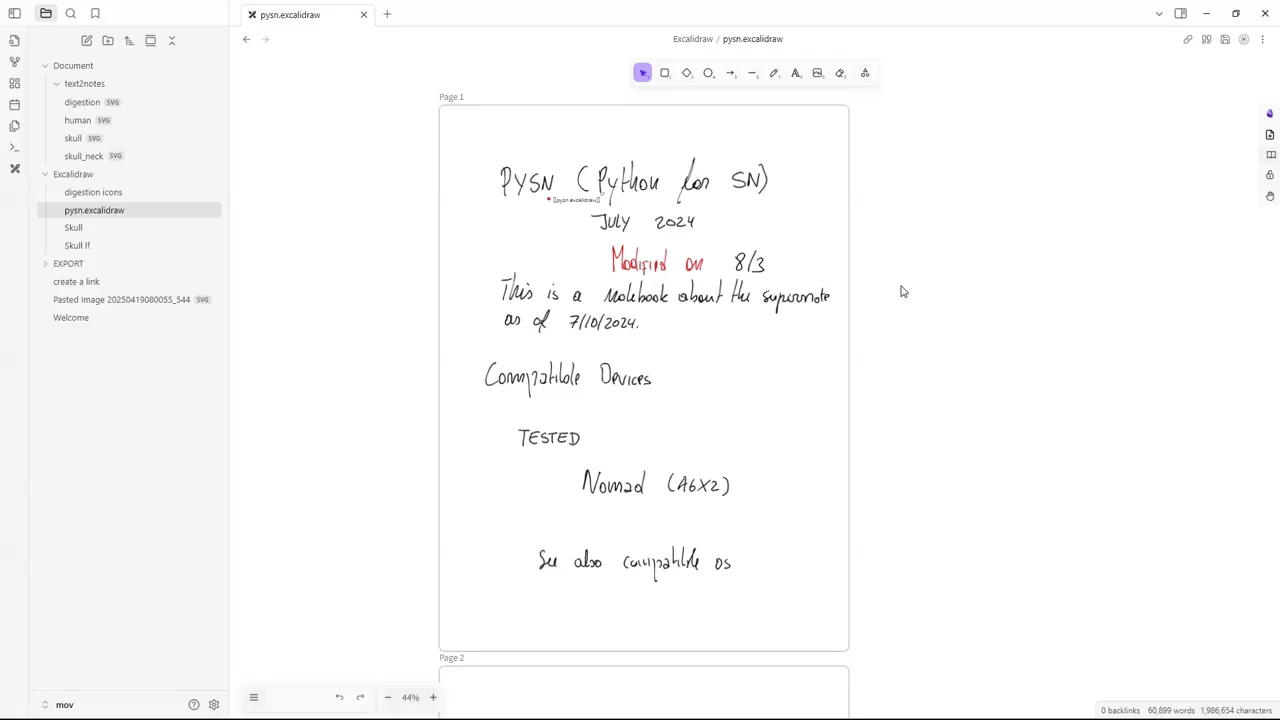 pysn.excalidraw
Excalidraw / pysn.excalidraw
Document
text2notes
digestion SVG
human SVG
skull SVG
skull_neck SVG
Excalidraw
digestion icons
pysn.excalidraw
Skull
Skull lf
EXPORT
create a link
Pasted Image 20250419080055_544 SVG
Welcome
mov
Page 1
PYSN (Python for SN)
[[pysn.excalidraw]]
JULY 2024
Modified on 8/3
This is a notebook about the supernote
as of 7/10/2024.
Compatible Devices
TESTED
Nomad (A6X2)
See also compatible os
Page 2
44%
0 backlinks 60,899 words 1,986,654 characters